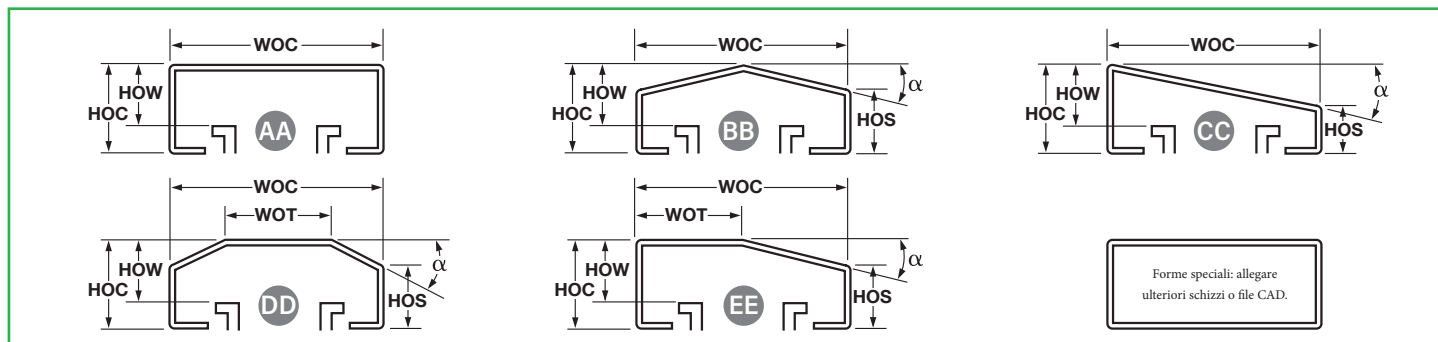 WOC
HOW
HOC
AA
WOC
HOW
HOC
α
HOS
BB
WOC
HOW
HOC
α
HOS
CC
WOC
WOT
HOW
HOC
α
HOS
DD
WOC
WOT
HOW
HOC
α
HOS
EE
Forme speciali: allegare
ulteriori schizzi o file CAD.